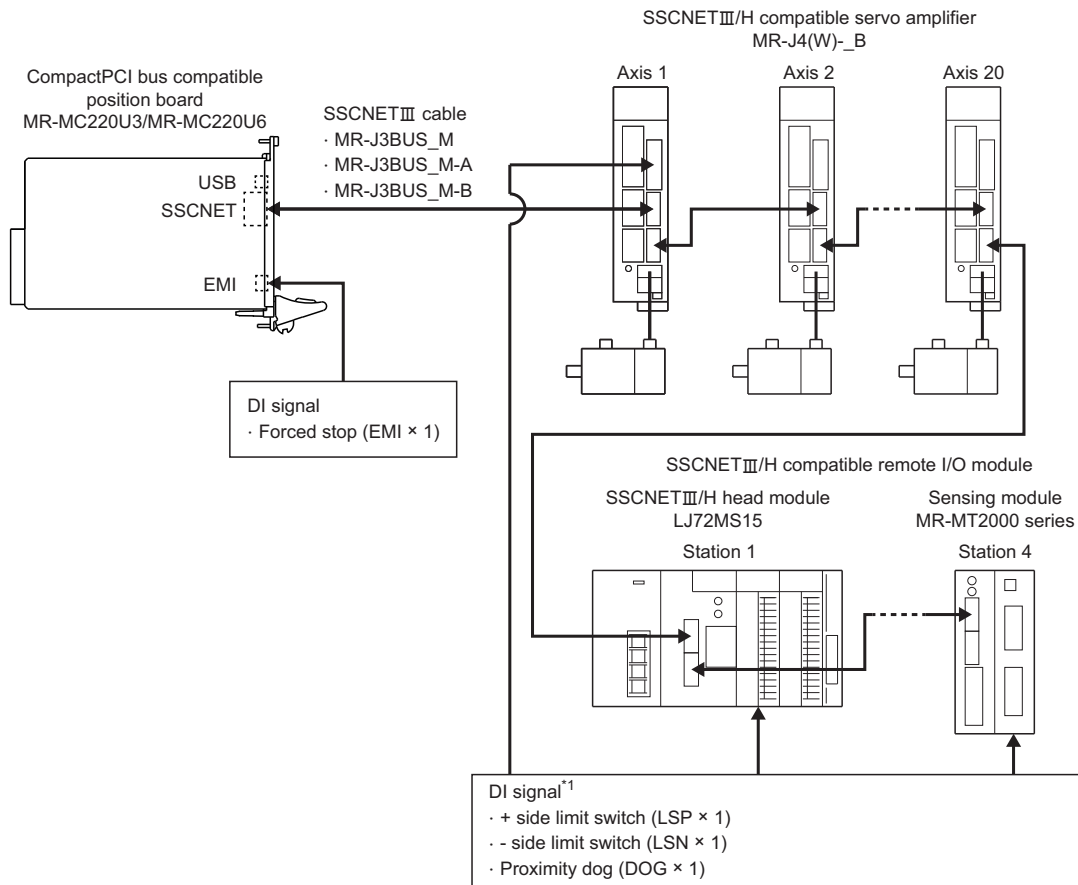 SSCNETⅢ/H compatible servo amplifier
MR-J4(W)-_B
Axis 1
Axis 2
Axis 20
CompactPCI bus compatible
position board
MR-MC220U3/MR-MC220U6
SSCNETⅢ cable
· MR-J3BUS_M
· MR-J3BUS_M-A
· MR-J3BUS_M-B
USB
SSCNET
EMI
DI signal
· Forced stop (EMI × 1)
SSCNETⅢ/H compatible remote I/O module
SSCNETⅢ/H head module
LJ72MS15
Station 1
Sensing module
MR-MT2000 series
Station 4
DI signal*1
· + side limit switch (LSP × 1)
· - side limit switch (LSN × 1)
· Proximity dog (DOG × 1)